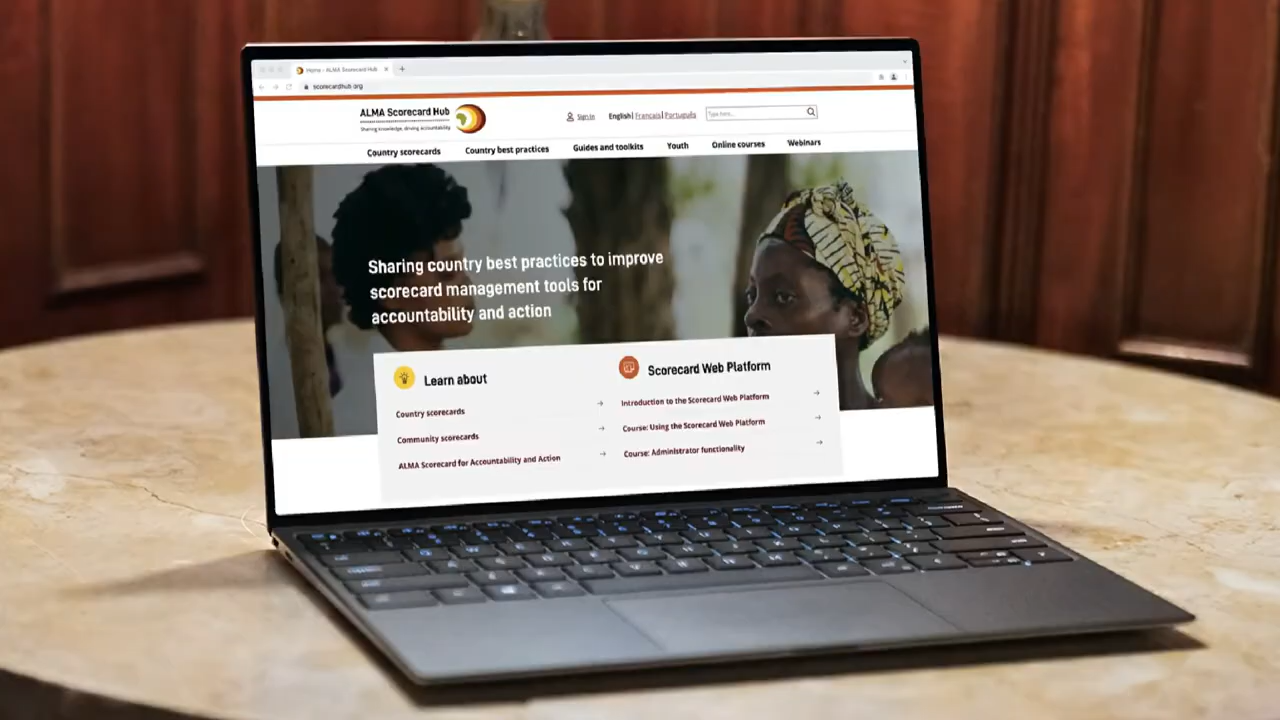 Home - ALMA Scorecard Hub
scorecardhub.org
ALMA Scorecard Hub
Sharing knowledge, driving accountability
Sign in
English| Français| Português
Type here...
Country scorecards
Country best practices
Guides and toolkits
Youth
Online courses
Webinars
Sharing country best practices to improve
scorecard management tools for
accountability and action
Learn about
Country scorecards
Community scorecards
ALMA Scorecard for Accountability and Action
Scorecard Web Platform
Introduction to the Scorecard Web Platform
Course: Using the Scorecard Web Platform
Course: Administrator functionality